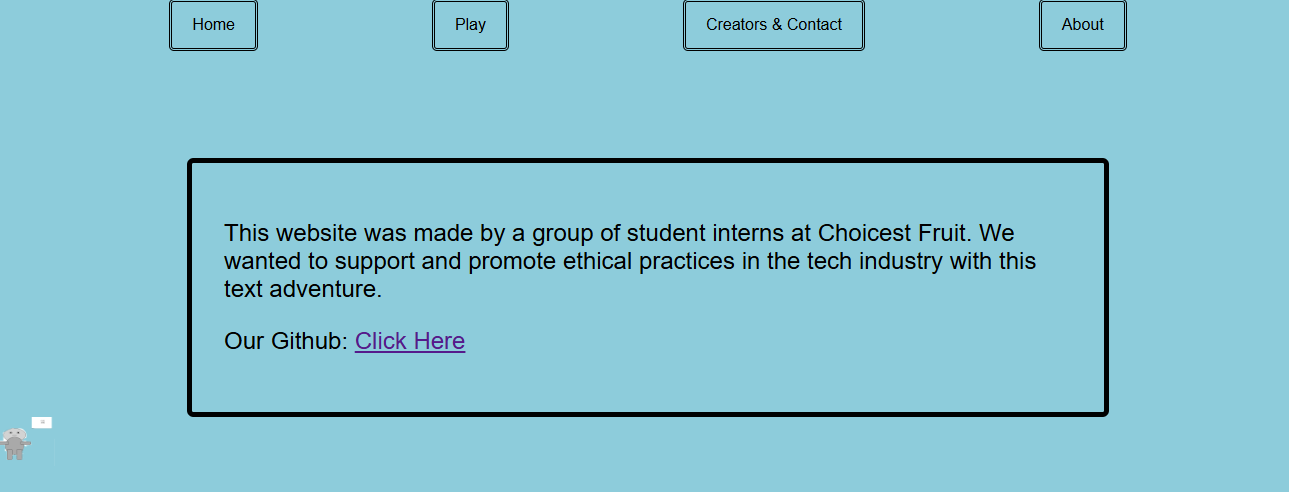 Home
Play
Creators & Contact
About
This website was made by a group of student interns at Choicest Fruit. We
wanted to support and promote ethical practices in the tech industry with this
text adventure.
Our Github: Click Here